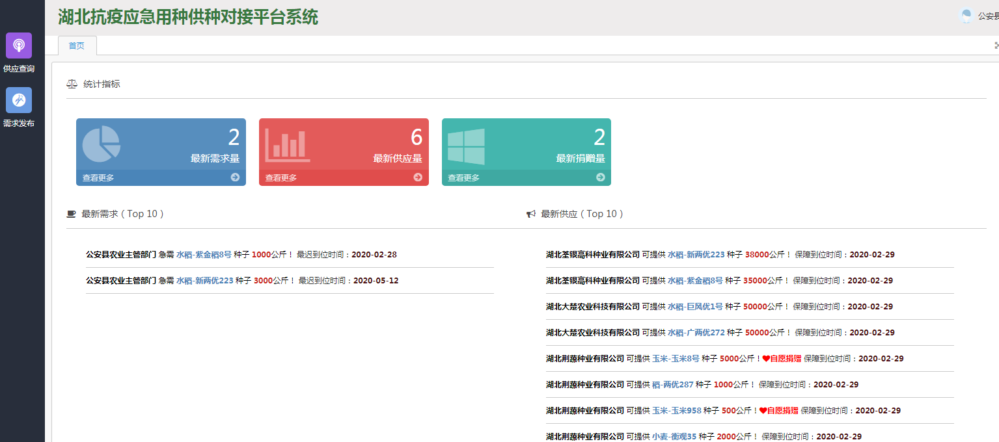 湖北抗疫应急用种供种对接平台系统
公安县
供应查询
需求发布
首页
统计指标
2
最新需求量
查看更多
6
最新供应量
查看更多
2
最新捐赠量
查看更多
最新需求 ( Top 10 )
公安县农业主管部门 急需 水稻-紫金稻8号 种子 1000公斤！ 最迟到位时间：2020-02-28
公安县农业主管部门 急需 水稻-新两优223 种子 3000公斤！ 最迟到位时间：2020-05-12
最新供应 ( Top 10 )
湖北荃银高科种业有限公司 可提供 水稻-新两优223 种子 38000公斤！ 保障到位时间：2020-02-29
湖北荃银高科种业有限公司 可提供 水稻-紫金稻8号 种子 35000公斤！ 保障到位时间：2020-02-29
湖北大楚农业科技有限公司 可提供 水稻-巨风优1号 种子 50000公斤！ 保障到位时间：2020-02-29
湖北大楚农业科技有限公司 可提供 水稻-广两优272 种子 50000公斤！ 保障到位时间：2020-02-29
湖北荆蔬种业有限公司 可提供 玉米-玉米8号 种子 5000公斤！❤自愿捐赠 保障到位时间：2020-02-29
湖北荆蔬种业有限公司 可提供 稻-两优287 种子 1000公斤！ 保障到位时间：2020-02-29
湖北荆蔬种业有限公司 可提供 玉米-玉米958 种子 500公斤！❤自愿捐赠 保障到位时间：2020-02-29
湖北荆蔬种业有限公司 可提供 小麦-衡观35 种子 2000公斤！ 保障到位时间：2020-02-29